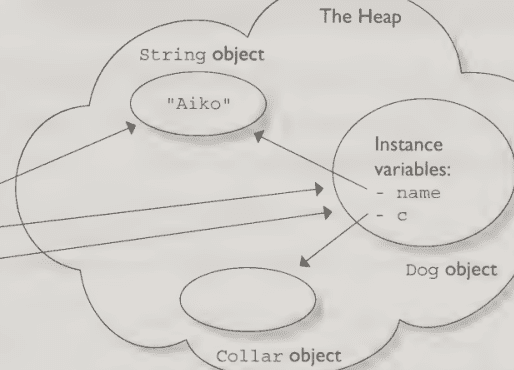 The Heap
String object
"Aiko"
Instance
variables:
- name
- c
Dog object
Collar object